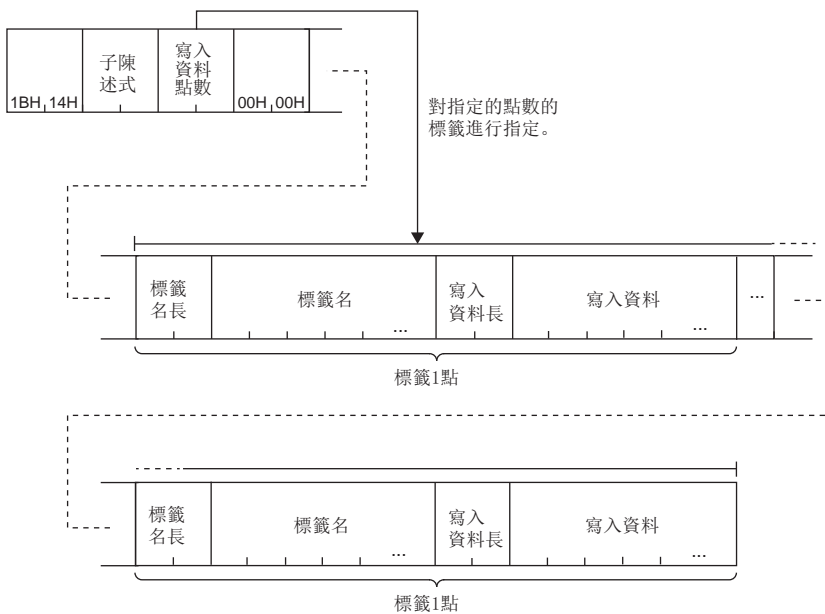 子陳
述式
寫入
資料
點數
1BH 14H
00H 00H
對指定的點數的
標籤進行指定。
標籤
名長
標籤名
...
寫入
資料長
寫入資料
...
...
標籤1點
標籤
名長
標籤名
...
寫入
資料長
寫入資料
...
標籤1點